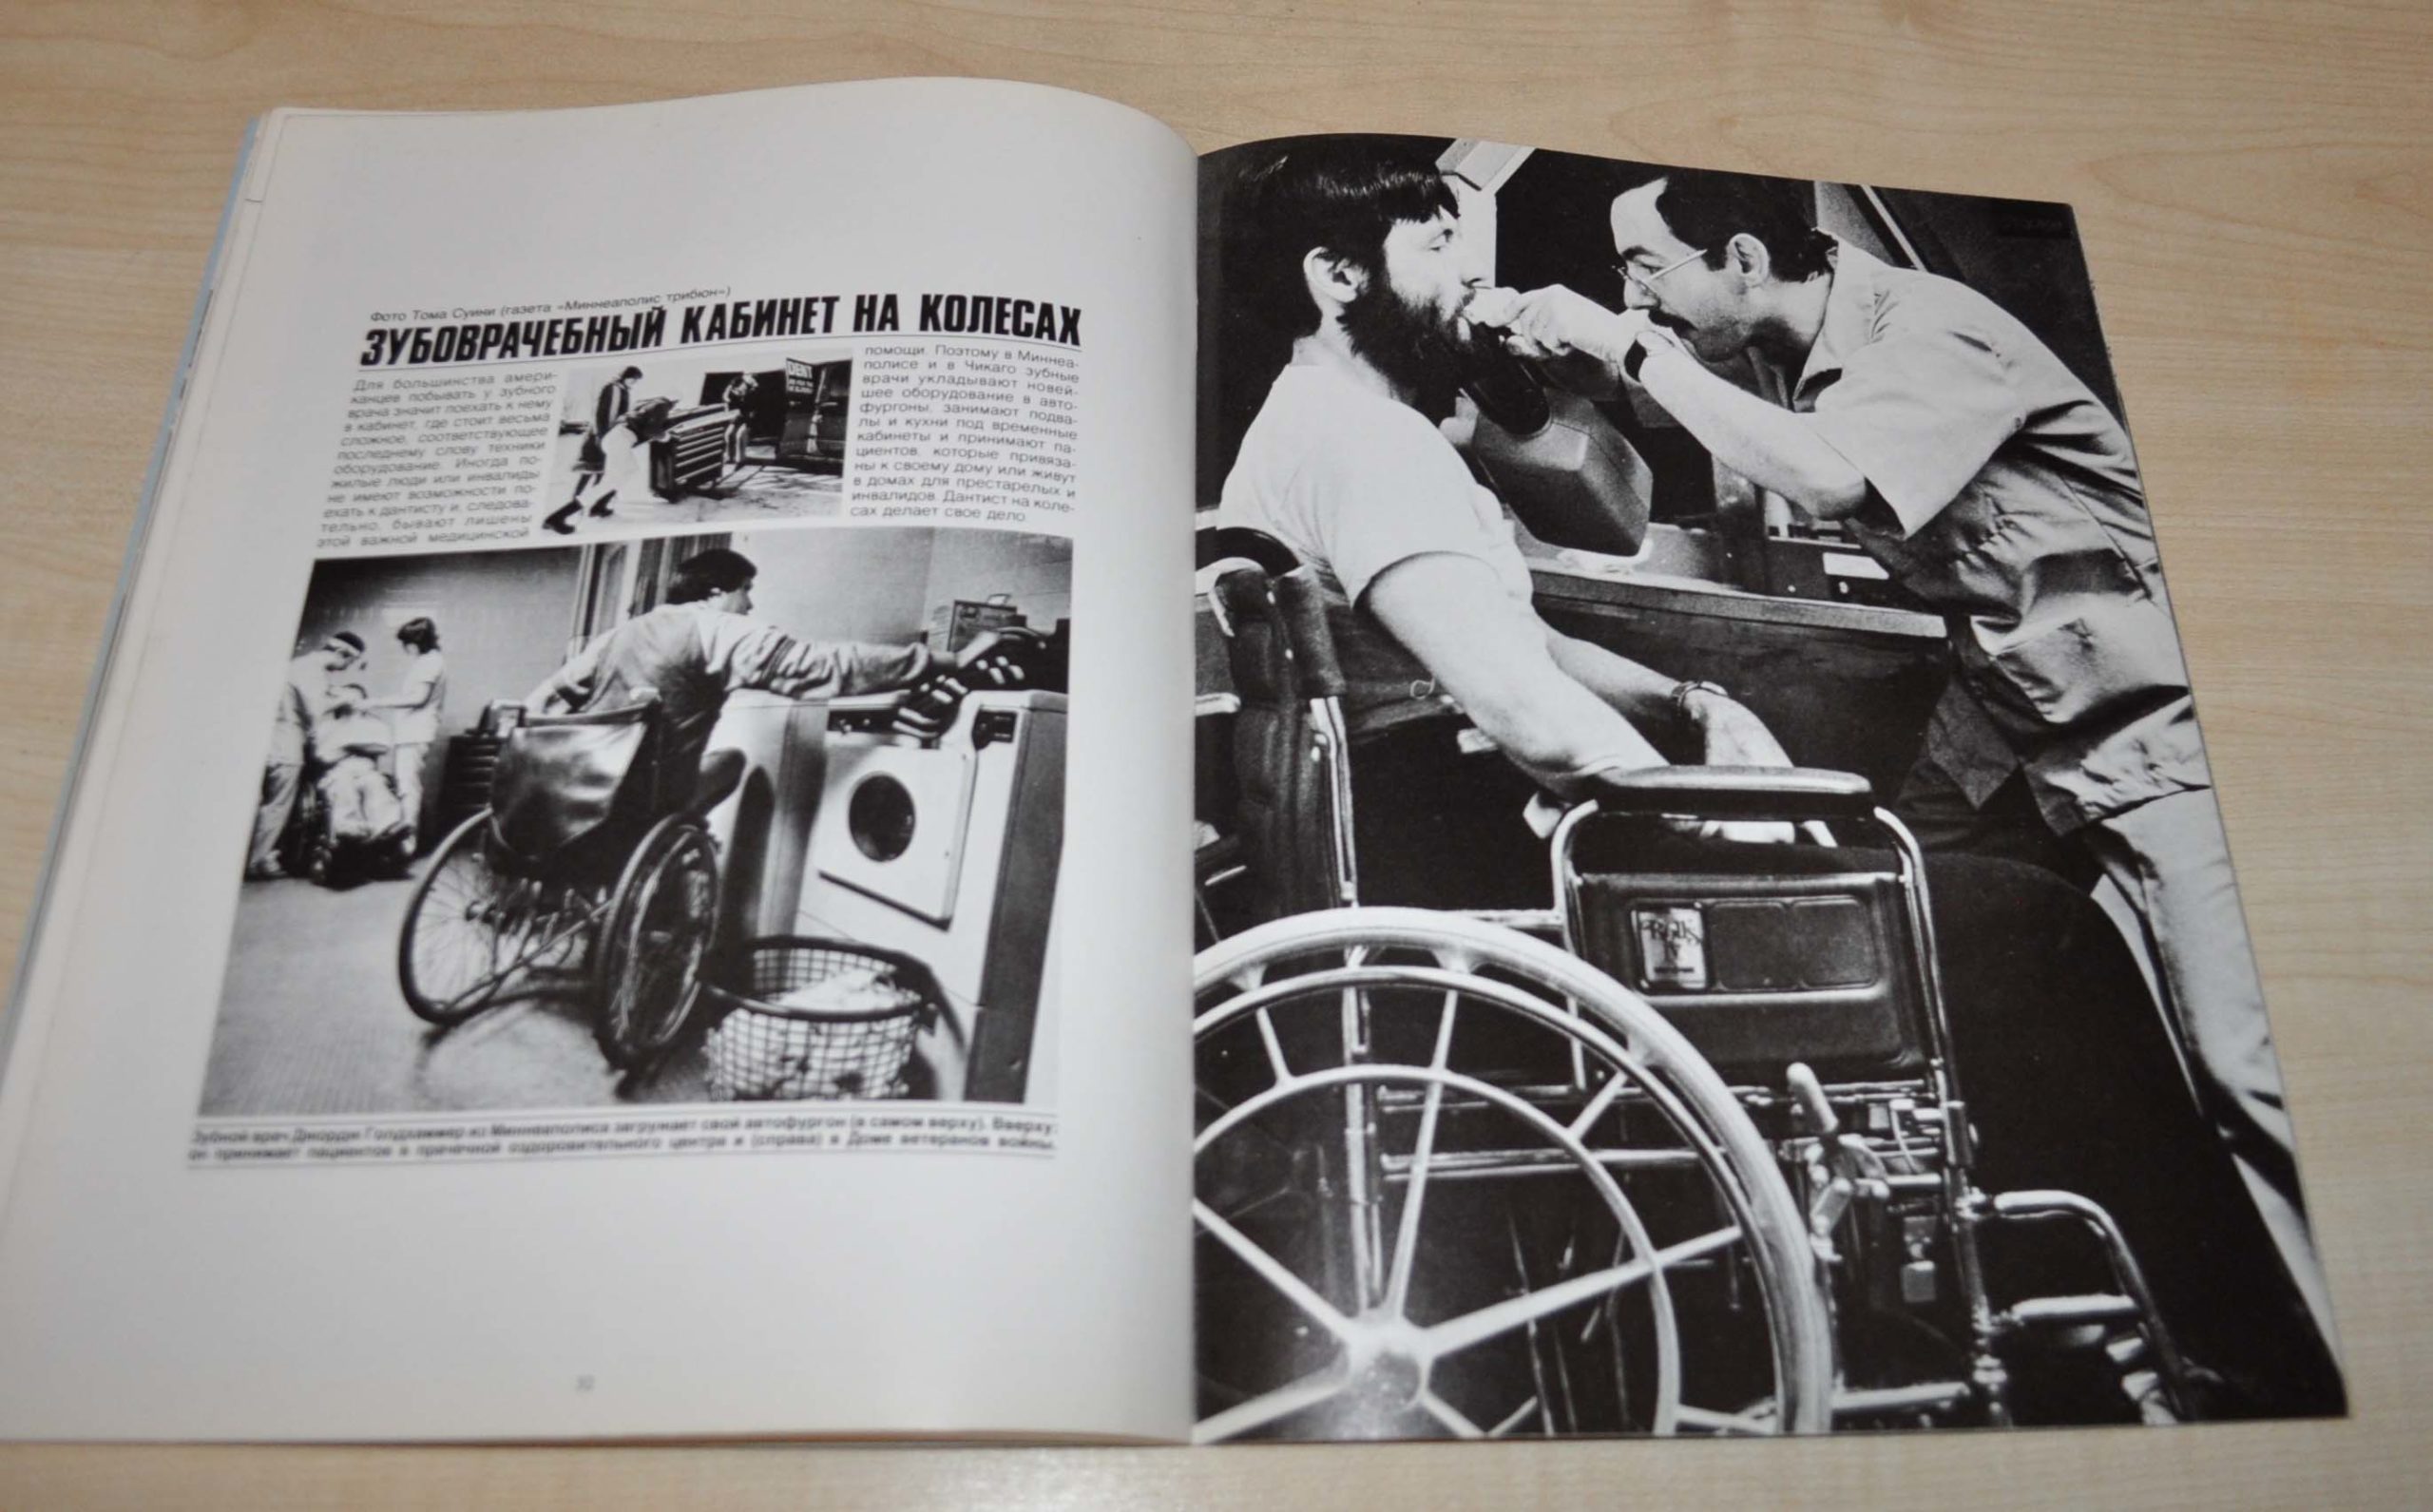 Фото Тома Суини (газета «Миннеаполис трибюн»)
ЗУБОВРАЧЕБНЫЙ КАБИНЕТ НА КОЛЕСАХ
Для большинства амери-
канцев побывать у зубного
врача значит поехать к нему
в кабинет, где стоит весьма
сложное, соответствующее
последнему слову техники
оборудование. Иногда по-
жилые люди или инвалиды
не имеют возможности по-
ехать к дантисту и, следова-
тельно, бывают лишены
этой важной медицинской
помощи. Поэтому в Миннеа-
полисе и в Чикаго зубные
врачи укладывают новей-
шее оборудование в авто-
фургоны, занимают подва-
лы и кухни под временные
кабинеты и принимают па-
циентов, которые привяза-
ны к своему дому или живут
в домах для престарелых и
инвалидов. Дантист на коле-
сах делает свое дело.
DENT
Зубной врач Джорди Голдхаммер из Миннеаполиса загружает свой автофургон (в самом верху). Вверху:
он принимает пациентов в прачечной оздоровительного центра и (справа) в Доме ветеранов войны.
32